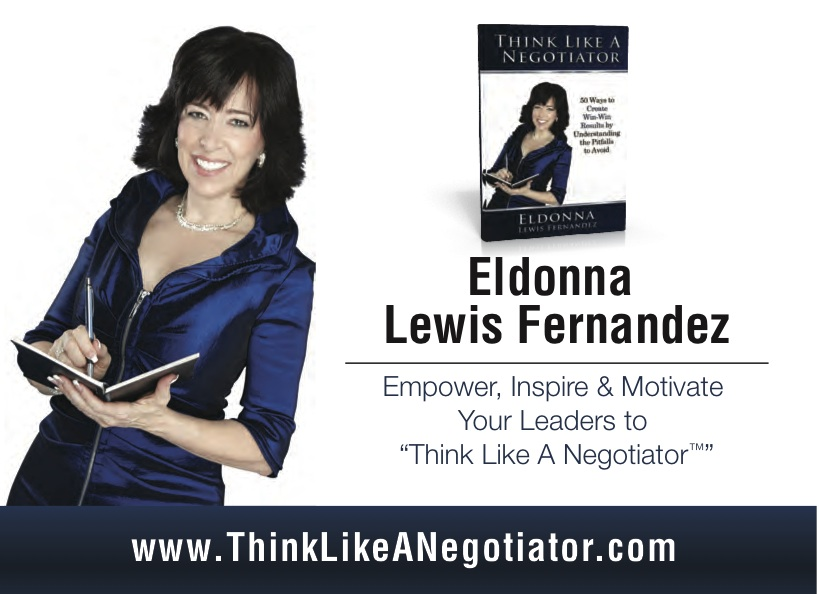 THINK LIKE A
NEGOTIATOR
50 Ways to
Create
Win-Win
Results by
Understanding
the Pitfalls
to Avoid
ELDONNA
LEWIS FERNANDEZ
Eldonna
Lewis Fernandez
Empower, Inspire & Motivate
Your Leaders to
“Think Like A Negotiator™”
www.ThinkLikeANegotiator.com